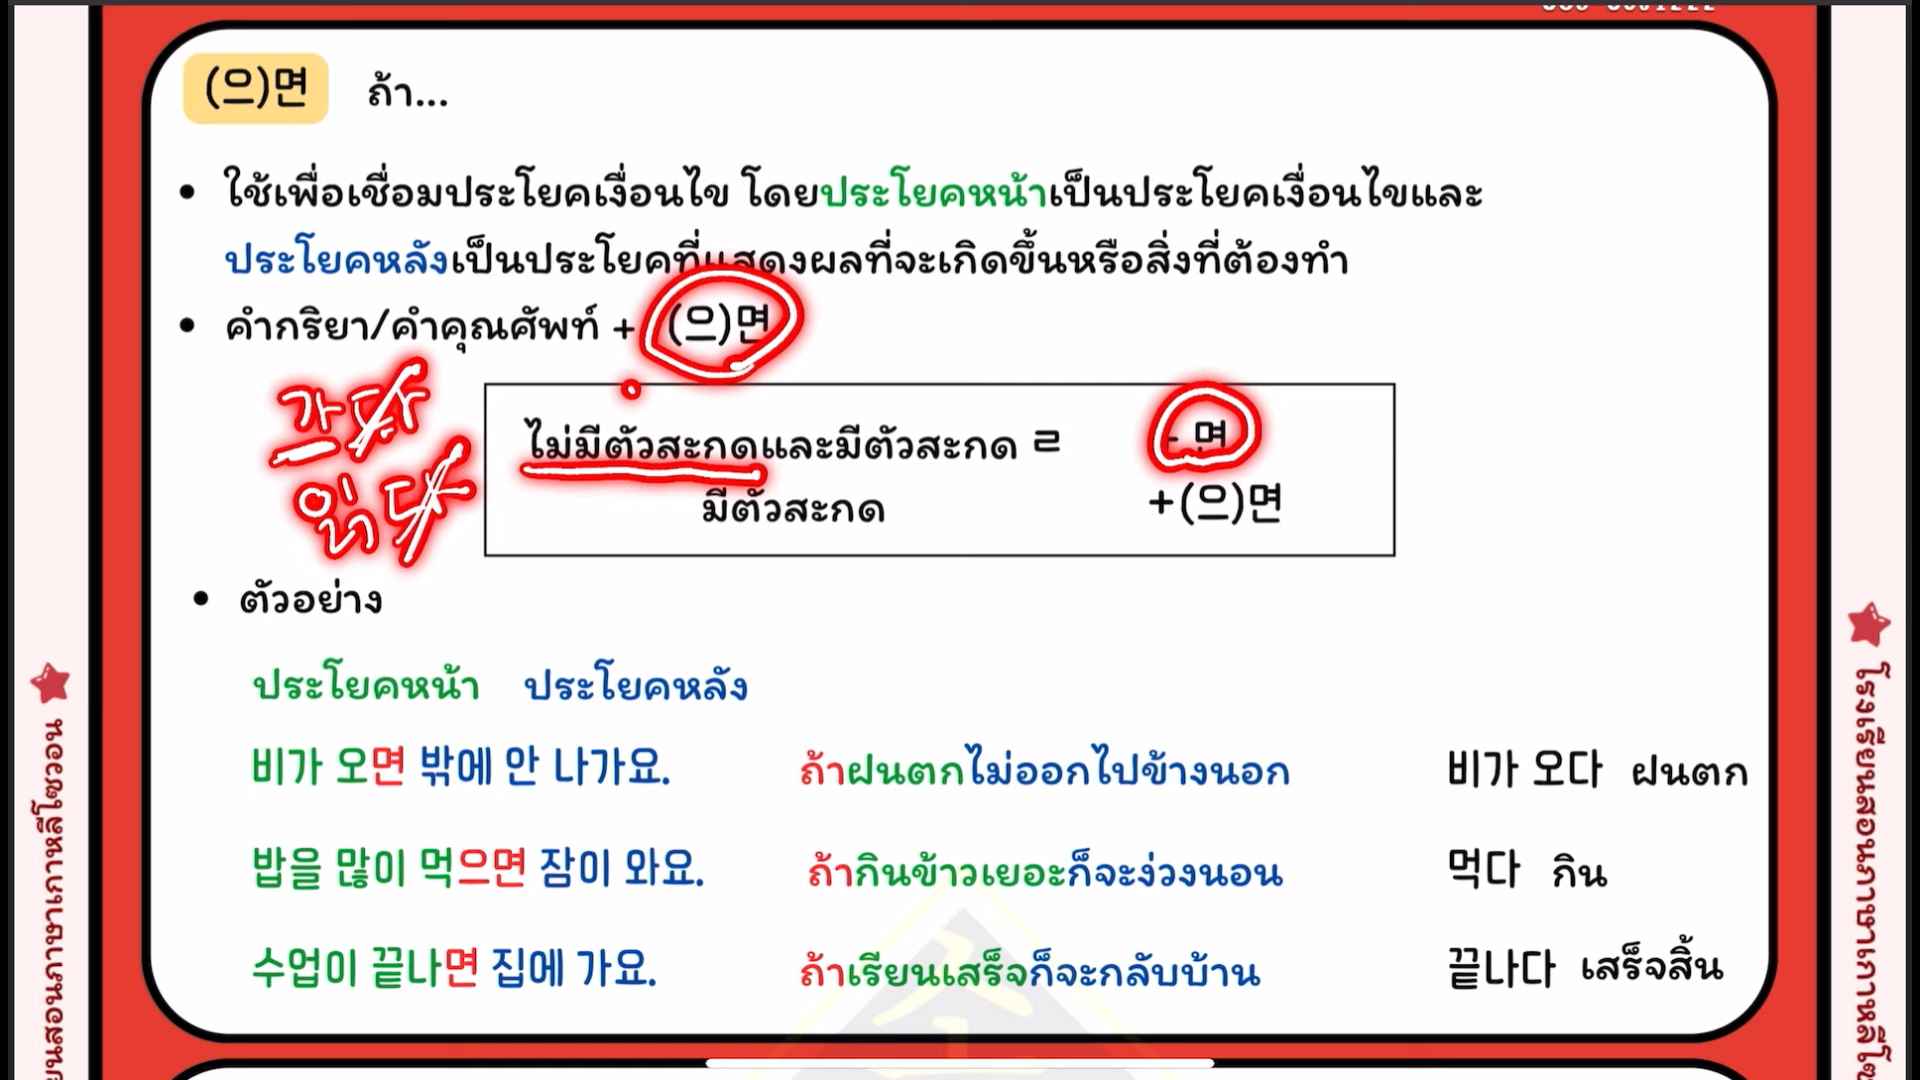 (으)면 ถ้า...
• ใช้เพื่อเชื่อมประโยคเงื่อนไข โดยประโยคหน้าเป็นประโยคเงื่อนไขและ
ประโยคหลังเป็นประโยคที่แสดงผลที่จะเกิดขึ้นหรือสิ่งที่ต้องทำ
• คำกริยา/คำคุณศัพท์ + (으)면
가다
ไม่มีตัวสะกดและมีตัวสะกด ㄹ + 면
มีตัวสะกด +(으)면
• ตัวอย่าง
ประโยคหน้า ประโยคหลัง
비가 오면 밖에 안 나가요. ถ้าฝนตกไม่ออกไปข้างนอก 비가 오다 ฝนตก
밥을 많이 먹으면 잠이 와요. ถ้ากินข้าวเยอะก็จะง่วงนอน 먹다 กิน
수업이 끝나면 집에 가요. ถ้าเรียนเสร็จก็จะกลับบ้าน 끝나다 เสร็จสิ้น